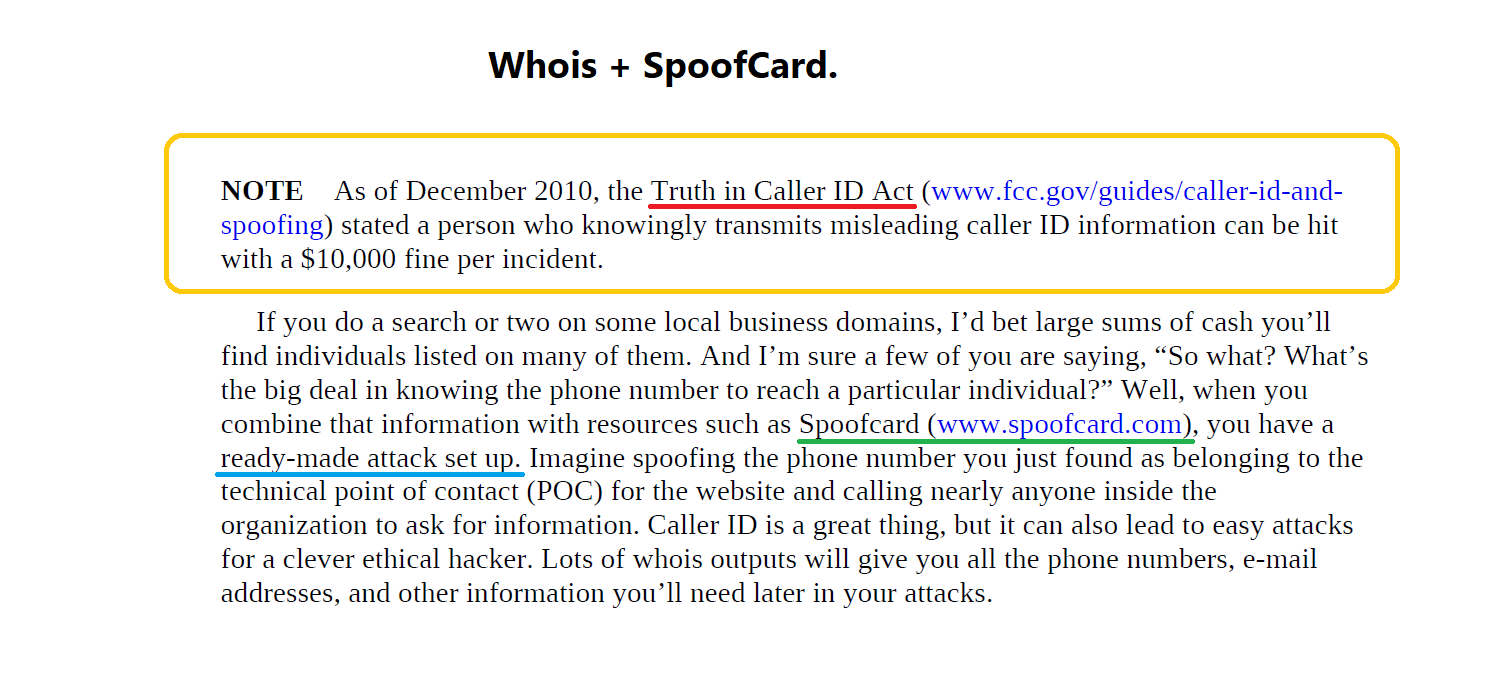 Whois + SpoofCard.
NOTE As of December 2010, the Truth in Caller ID Act (www.fcc.gov/guides/caller-id-and-
spoofing) stated a person who knowingly transmits misleading caller ID information can be hit
with a $10,000 fine per incident.
If you do a search or two on some local business domains, I’d bet large sums of cash you’ll
find individuals listed on many of them. And I’m sure a few of you are saying, “So what? What’s
the big deal in knowing the phone number to reach a particular individual?” Well, when you
combine that information with resources such as Spoofcard (www.spoofcard.com), you have a
ready-made attack set up. Imagine spoofing the phone number you just found as belonging to the
technical point of contact (POC) for the website and calling nearly anyone inside the
organization to ask for information. Caller ID is a great thing, but it can also lead to easy attacks
for a clever ethical hacker. Lots of whois outputs will give you all the phone numbers, e-mail
addresses, and other information you’ll need later in your attacks.